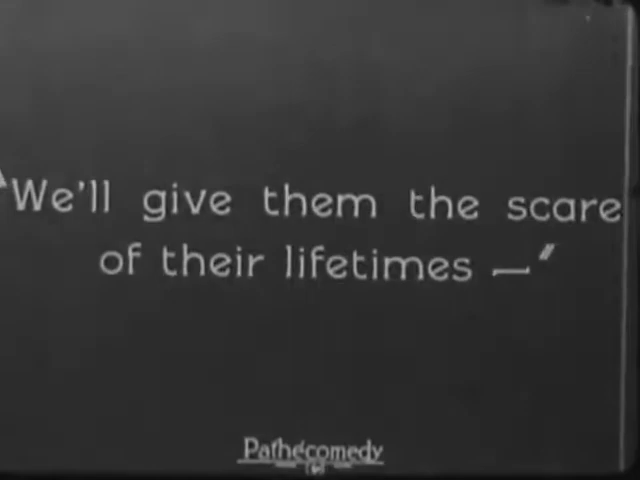 "We'll give them the scare
of their lifetimes —"
Pathécomedy